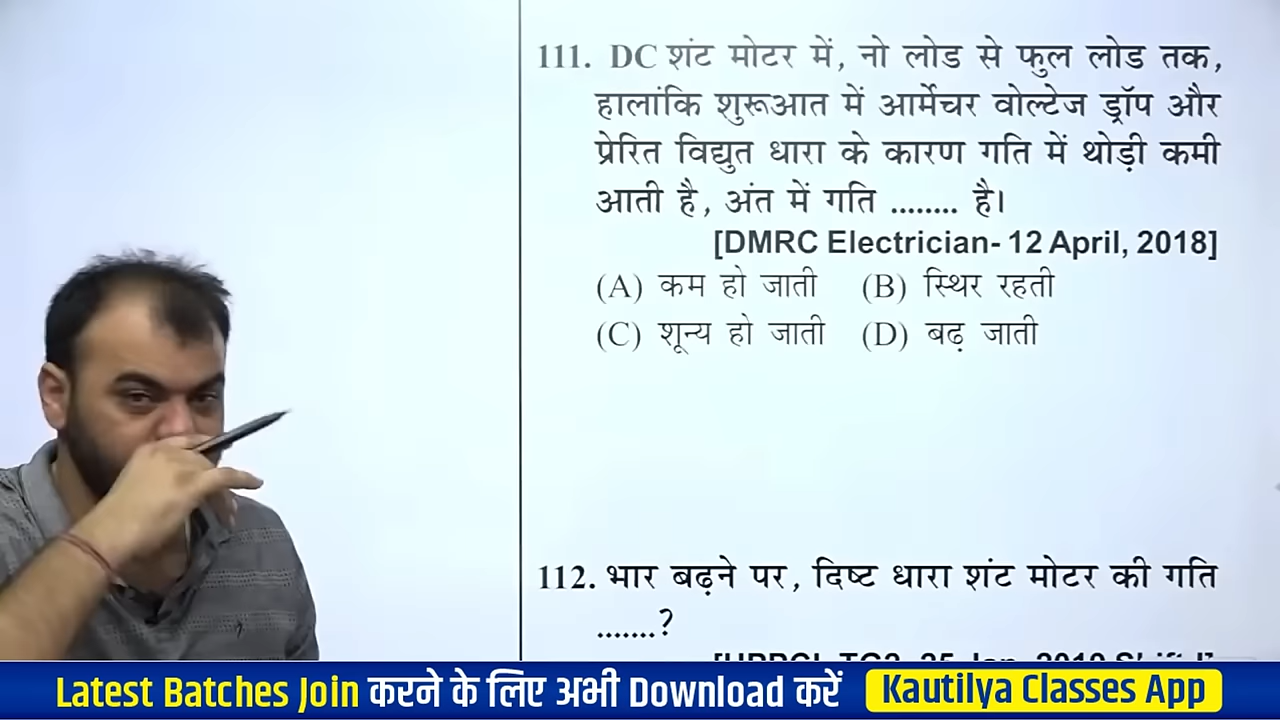 111. DC शंट मोटर में, नो लोड से फुल लोड तक,
हालांकि शुरूआत में आर्मेचर वोल्टेज ड्रॉप और
प्रेरित विद्युत धारा के कारण गति में थोड़ी कमी
आती है, अंत में गति ........ है।
[DMRC Electrician- 12 April, 2018]
(A) कम हो जाती (B) स्थिर रहती
(C) शून्य हो जाती (D) बढ़ जाती
112. भार बढ़ने पर, दिष्ट धारा शंट मोटर की गति
.......?
Latest Batches Join करने के लिए अभी Download करें Kautilya Classes App